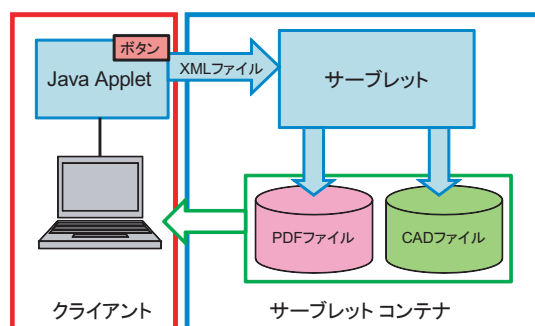 ボタン
Java Applet
XMLファイル
サーブレット
PDFファイル
CADファイル
クライアント
サーブレット コンテナ